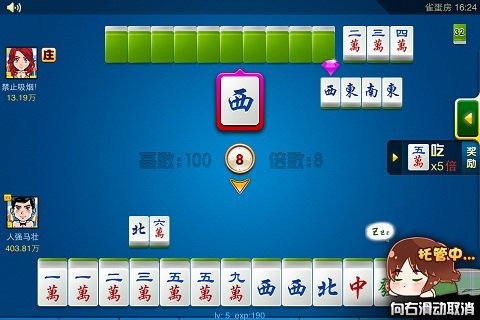 雀蛋房 16:24
二萬 三萬 四萬
庄
禁止吸烟!
13.19万
西 東 南 東
西
五萬 吃 x5倍
奖励
8
倍数:8
人强马壮
403.81万
北 六萬
Zzz
托管中...
一萬 一萬 二萬 三萬 五萬 五萬 九萬 西 西 北 中 發
向右滑动取消
lv: 5 exp:190